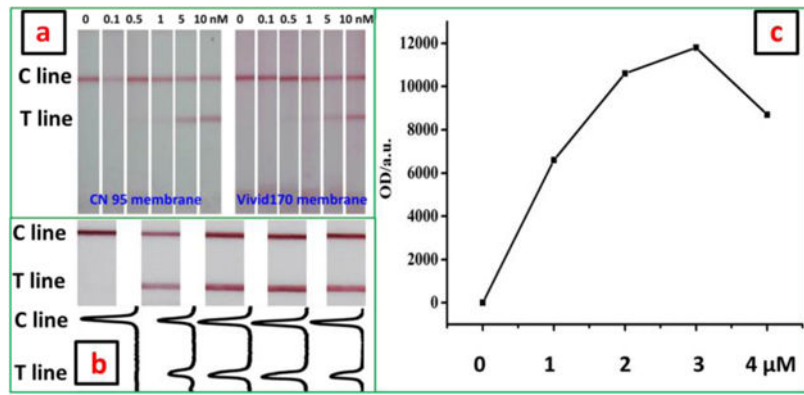 a
0 0.1 0.5 1 5 10 nM 0 0.1 0.5 1 5 10 nM
C line
T line
CN 95 membrane Vivid170 membrane
C line
T line
C line
T line
b
c
OD/a.u.
12000
10000
8000
6000
4000
2000
0
0 1 2 3 4 μM